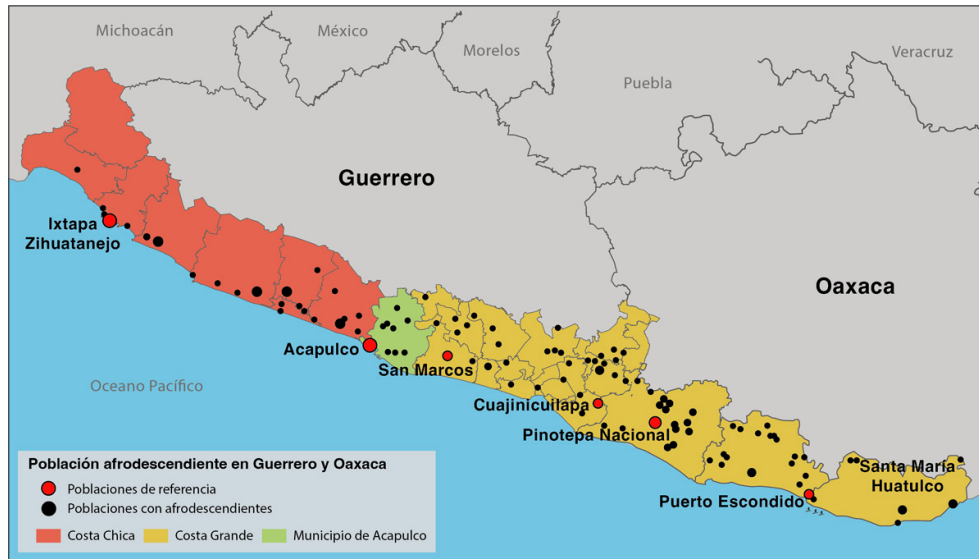 Michoacán
México
Morelos
Veracruz
Puebla
Guerrero
Ixtapa
Zihuatanejo
Oaxaca
Acapulco
San Marcos
Oceano Pacífico
Cuajinicuilapa
Pinotepa Nacional
Santa María
Huatulco
Puerto Escondido
Población afrodescendiente en Guerrero y Oaxaca
Poblaciones de referencia
Poblaciones con afrodescendientes
Costa Chica
Costa Grande
Municipio de Acapulco